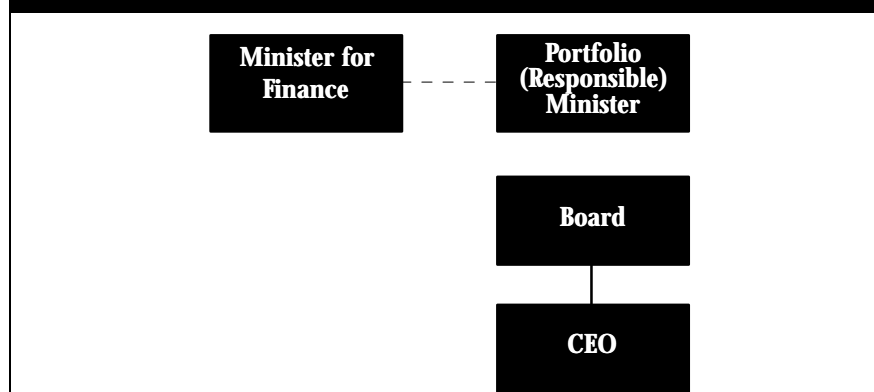 Minister for
Finance
Portfolio
(Responsible)
Minister
Board
CEO